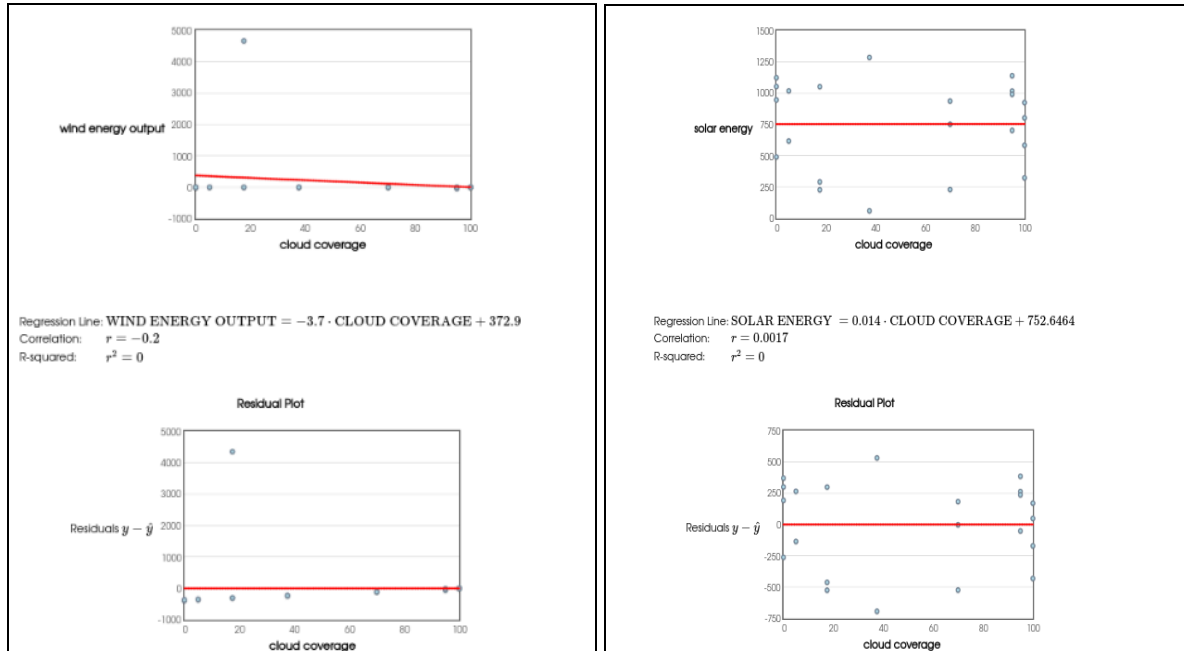 5000
4000
3000
wind energy output 2000
1000
0
-1000
0 20 40 60 80 100
cloud coverage
Regression Line: WIND ENERGY OUTPUT = −3.7 · CLOUD COVERAGE + 372.9
Correlation: r = −0.2
R-squared: r² = 0
Residual Plot
5000
4000
3000
Residuals y − ŷ 2000
1000
0
-1000
0 20 40 60 80 100
cloud coverage
1500
1250
1000
solar energy 750
500
250
0
0 20 40 60 80 100
cloud coverage
Regression Line: SOLAR ENERGY = 0.014 · CLOUD COVERAGE + 752.6464
Correlation: r = 0.0017
R-squared: r² = 0
Residual Plot
750
500
250
Residuals y − ŷ 0
-250
-500
-750
0 20 40 60 80 100
cloud coverage